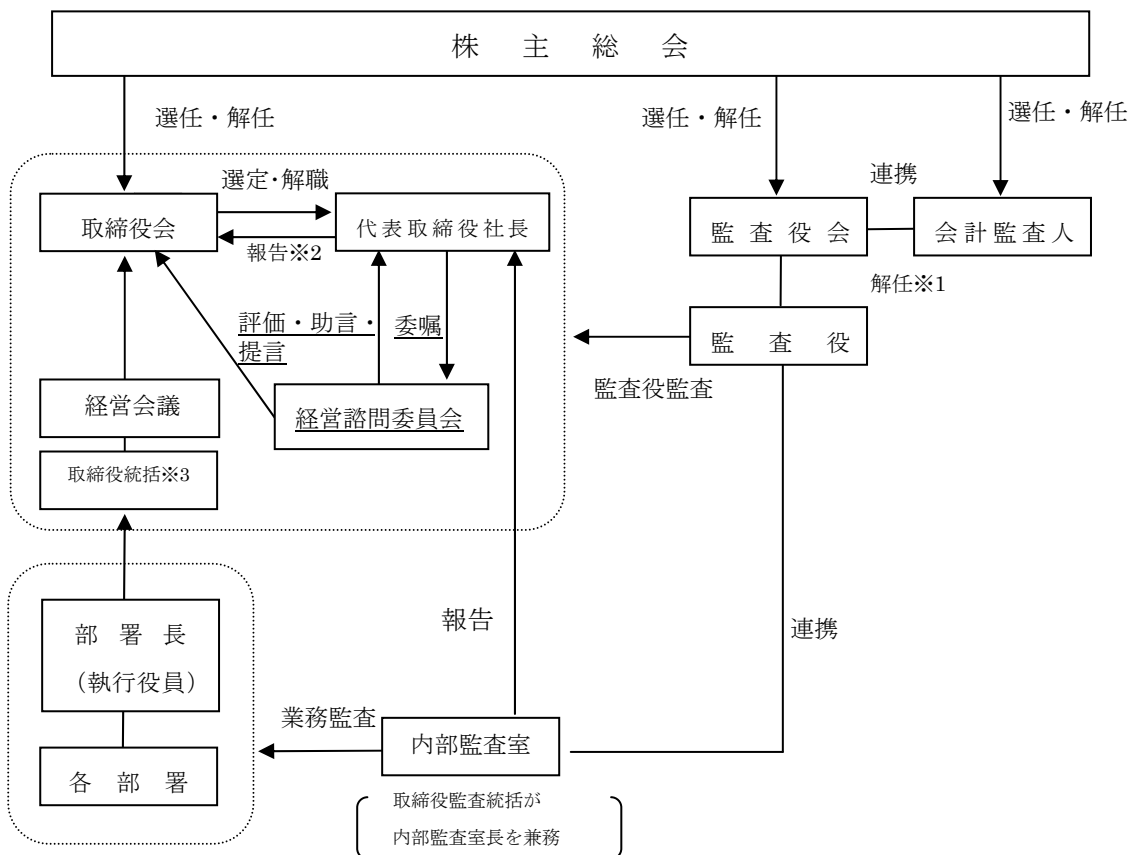 株主総会
選任・解任
選任・解任
選任・解任
選定・解職
連携
取締役会
代表取締役社長
監査役会
会計監査人
報告※2
解任※1
評価・助言・
提言
委嘱
監査役
監査役監査
経営会議
経営諮問委員会
取締役統括※3
部署長
（執行役員）
報告
連携
業務監査
内部監査室
各部署
取締役監査統括が
内部監査室長を兼務